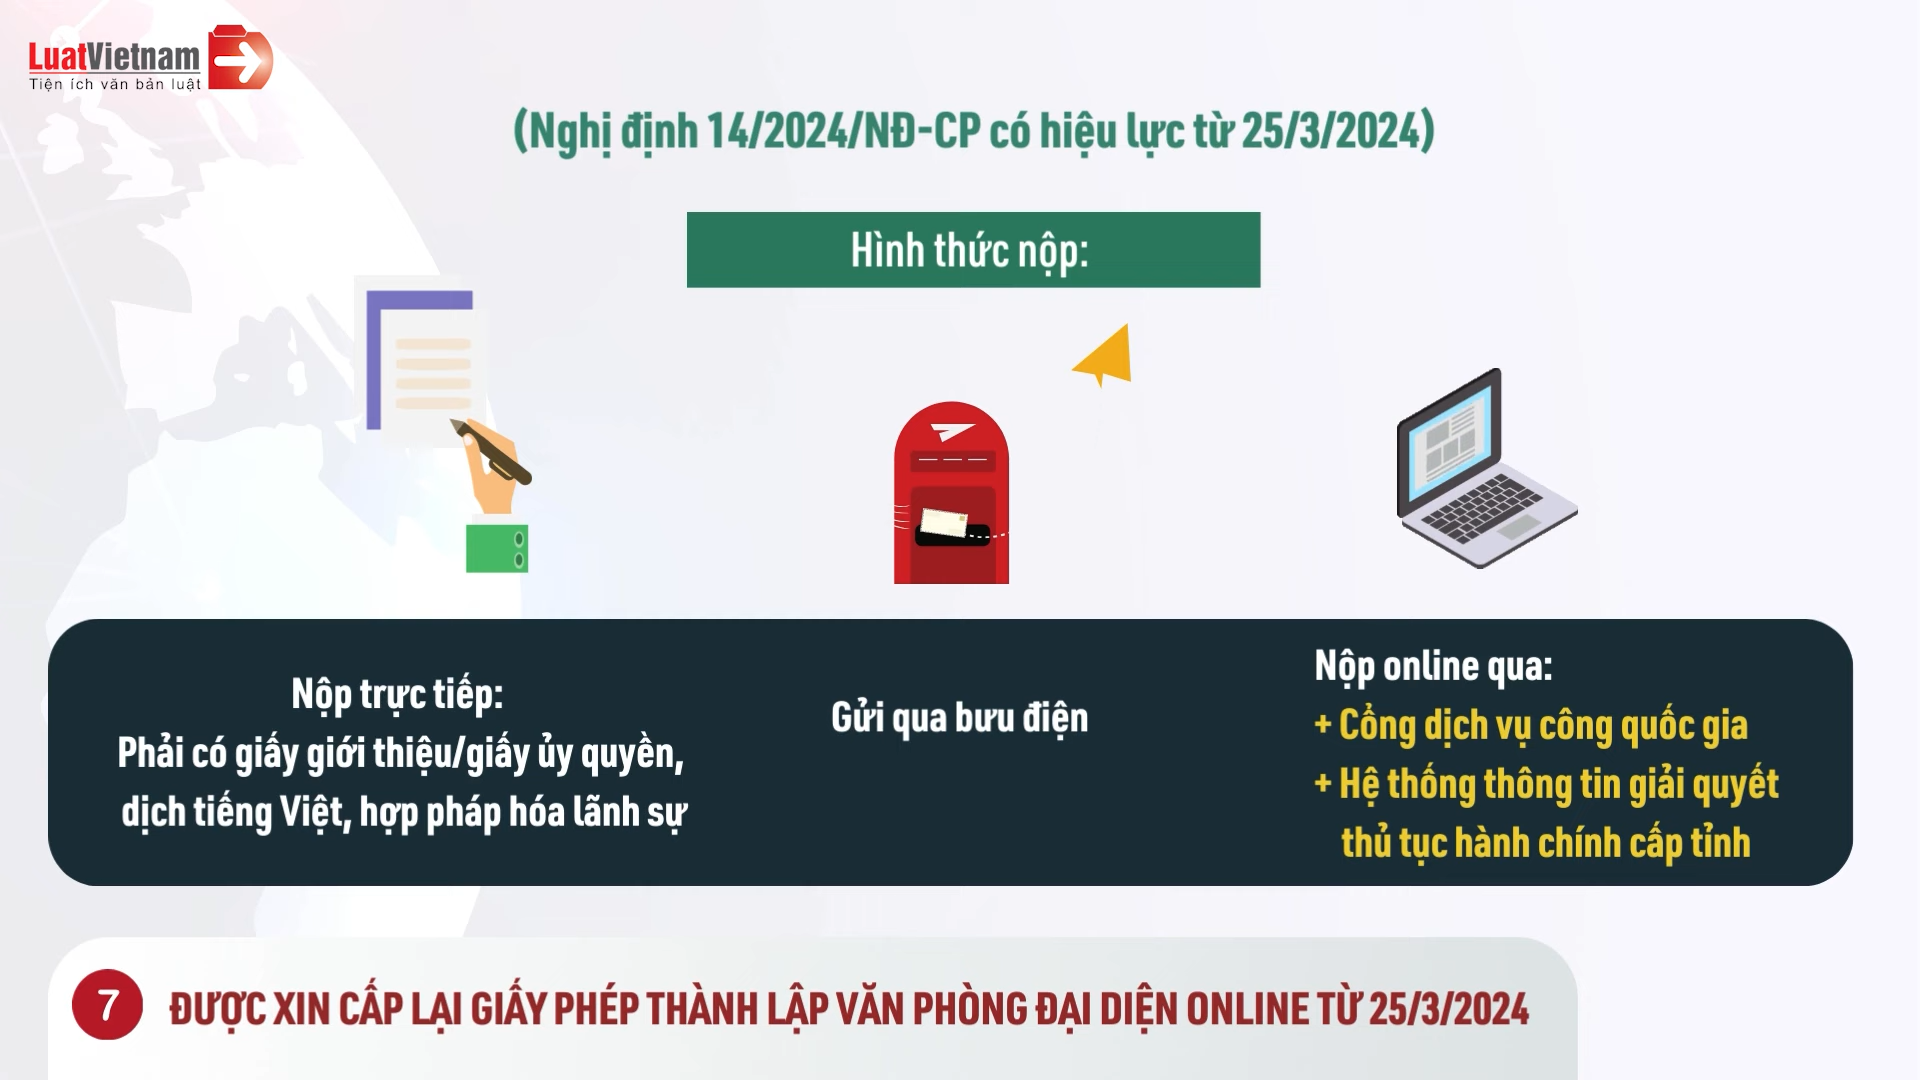 LuatVietnam
Tiện ích văn bản luật
(Nghị định 14/2024/NĐ-CP có hiệu lực từ 25/3/2024)
Hình thức nộp:
Nộp trực tiếp:
Phải có giấy giới thiệu/giấy ủy quyền,
dịch tiếng Việt, hợp pháp hóa lãnh sự
Gửi qua bưu điện
Nộp online qua:
+ Cổng dịch vụ công quốc gia
+ Hệ thống thông tin giải quyết
thủ tục hành chính cấp tỉnh
7 ĐƯỢC XIN CẤP LẠI GIẤY PHÉP THÀNH LẬP VĂN PHÒNG ĐẠI DIỆN ONLINE TỪ 25/3/2024